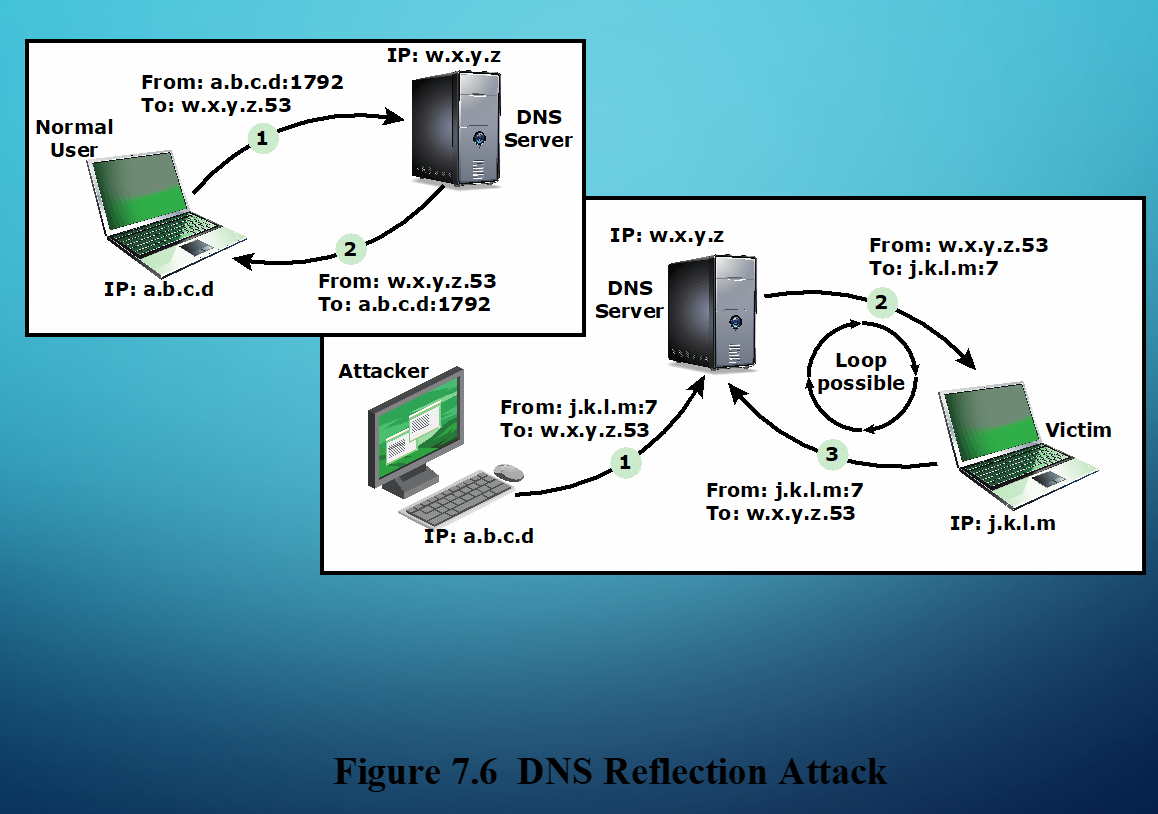 IP: w.x.y.z
From: a.b.c.d:1792
To: w.x.y.z.53
1
Normal
User
DNS
Server
2
From: w.x.y.z.53
To: a.b.c.d:1792
IP: a.b.c.d
IP: w.x.y.z
DNS
Server
From: w.x.y.z.53
To: j.k.l.m:7
2
Loop
possible
Attacker
From: j.k.l.m:7
To: w.x.y.z.53
1
IP: a.b.c.d
Victim
3
From: j.k.l.m:7
To: w.x.y.z.53
IP: j.k.l.m
Figure 7.6 DNS Reflection Attack